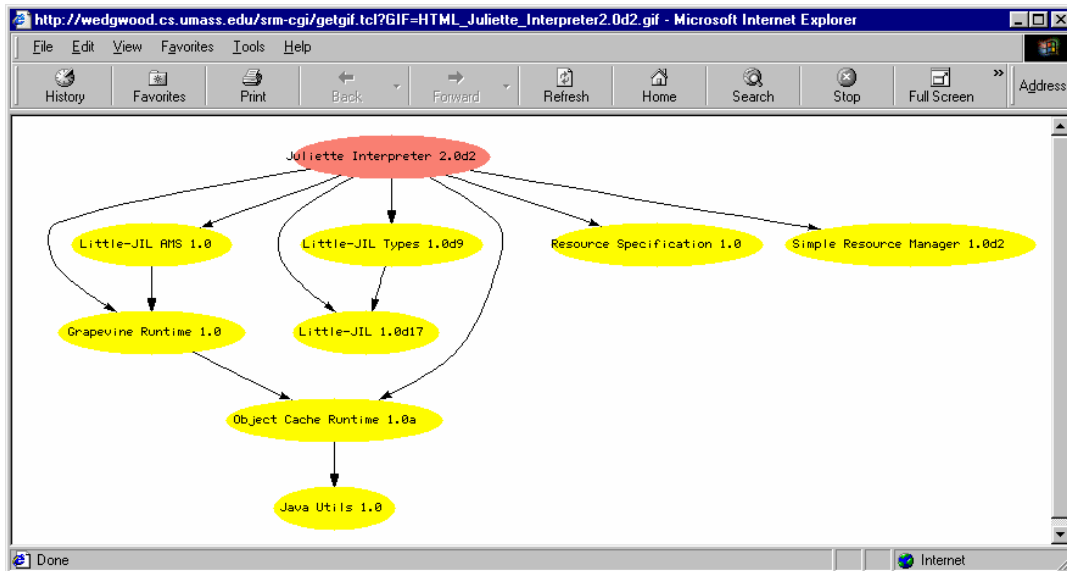 http://wedgwood.cs.umass.edu/srm-cgi/getgif.tcl?GIF=HTML_Juliette_Interpreter2.0d2.gif - Microsoft Internet Explorer
File Edit View Favorites Tools Help
History Favorites Print Back Forward Refresh Home Search Stop Full Screen » Address
Juliette Interpreter 2.0d2
Little-JIL AMS 1.0 Little-JIL Types 1.0d9 Resource Specification 1.0 Simple Resource Manager 1.0d2
Grapevine Runtime 1.0 Little-JIL 1.0d17
Object Cache Runtime 1.0a
Java Utils 1.0
Done Internet